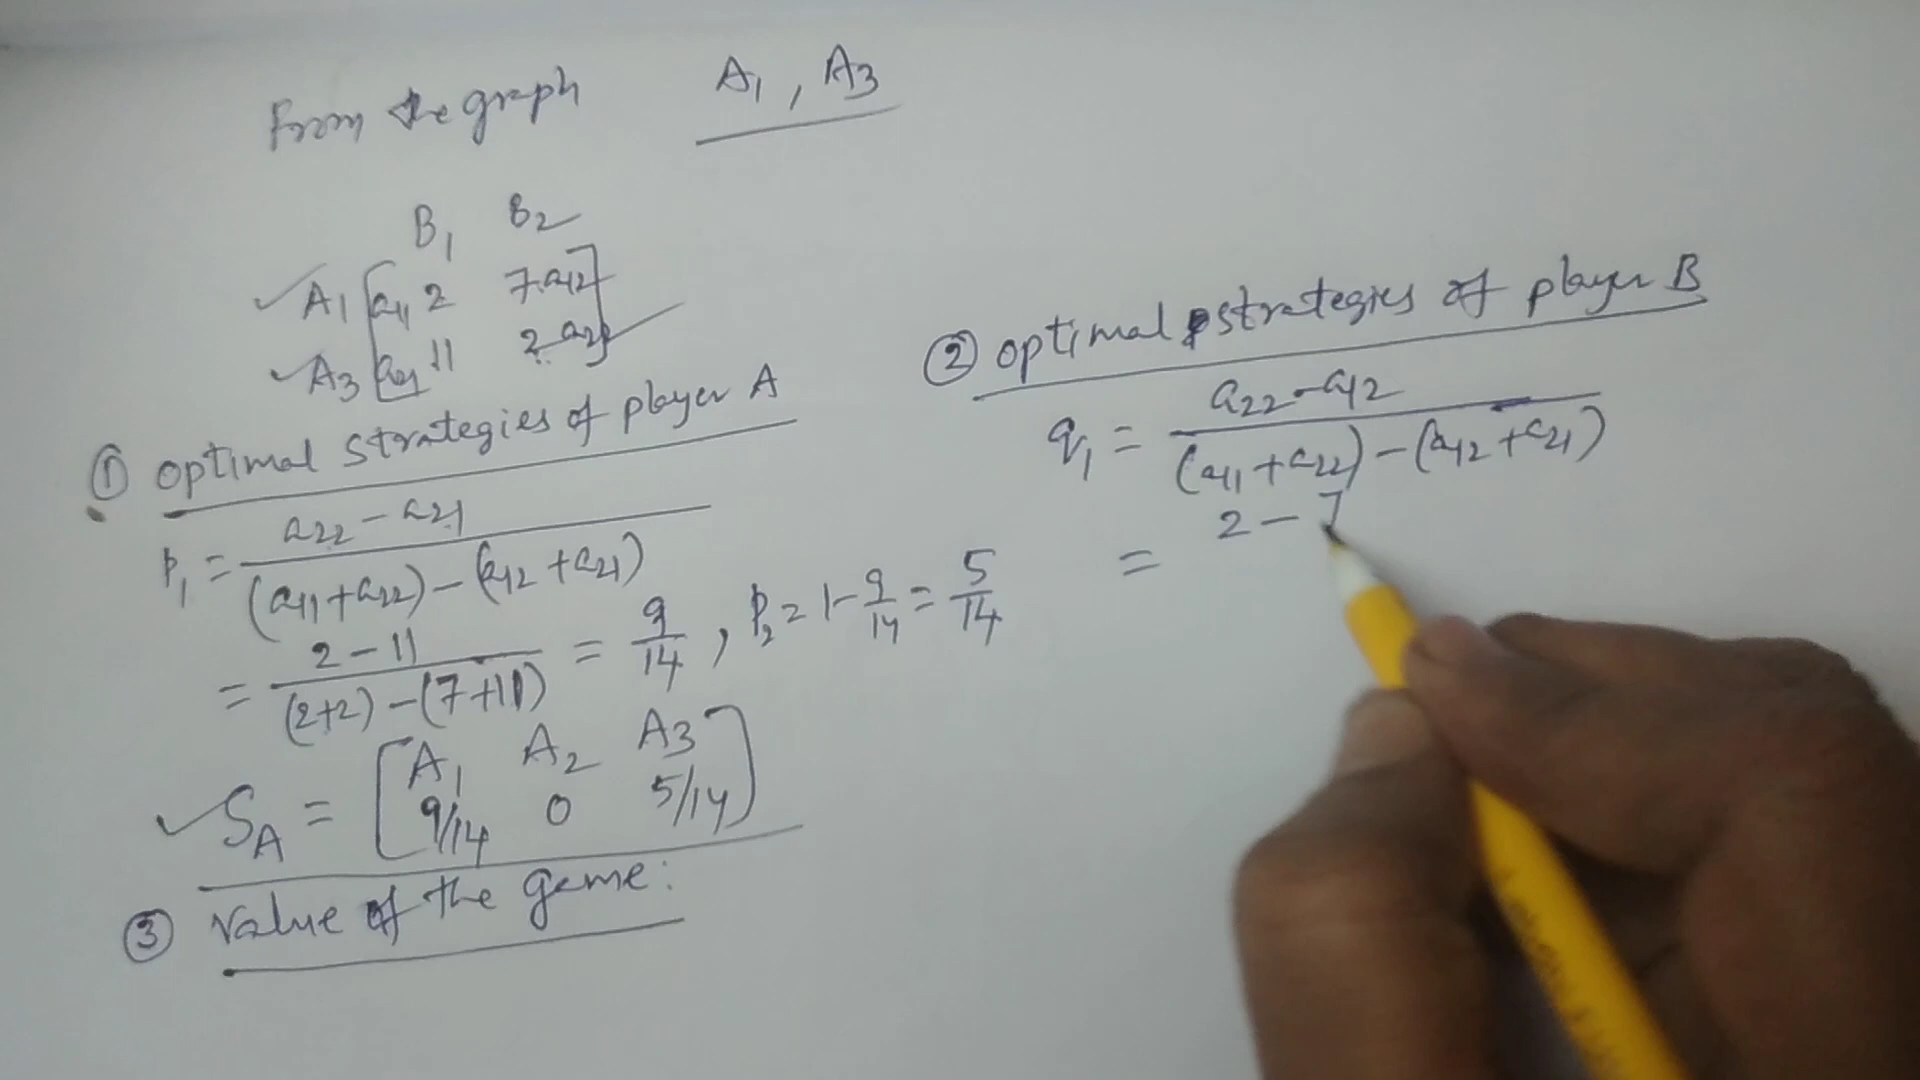 From the graph A1, A3
B1 B2
A1 [a11 2 7 a12]
A3 [a21 11 2 a22]
① optimal strategies of player A
p1 = a22 - a21 / (a11 + a22) - (a12 + a21)
= 2 - 11 / (2+2) - (7+11) = 9/14, p2 = 1 - 9/14 = 5/14
SA = [A1 A2 A3
9/14 0 5/14]
③ Value of the game:
② optimal strategies of player B
q1 = a22 - a12 / (a11 + a22) - (a12 + a21)
= 2 - 7